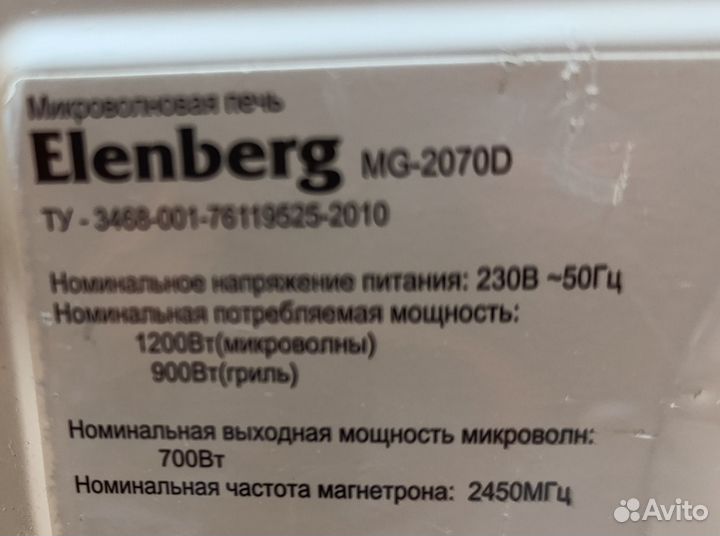 Микроволновая печь
Elenberg MG-2070D
ТУ - 3468-001-76119525-2010
Номинальное напряжение питания: 230В ~50Гц
Номинальная потребляемая мощность:
1200Вт(микроволны)
900Вт(гриль)
Номинальная выходная мощность микроволн:
700Вт
Номинальная частота магнетрона: 2450МГц
Avito